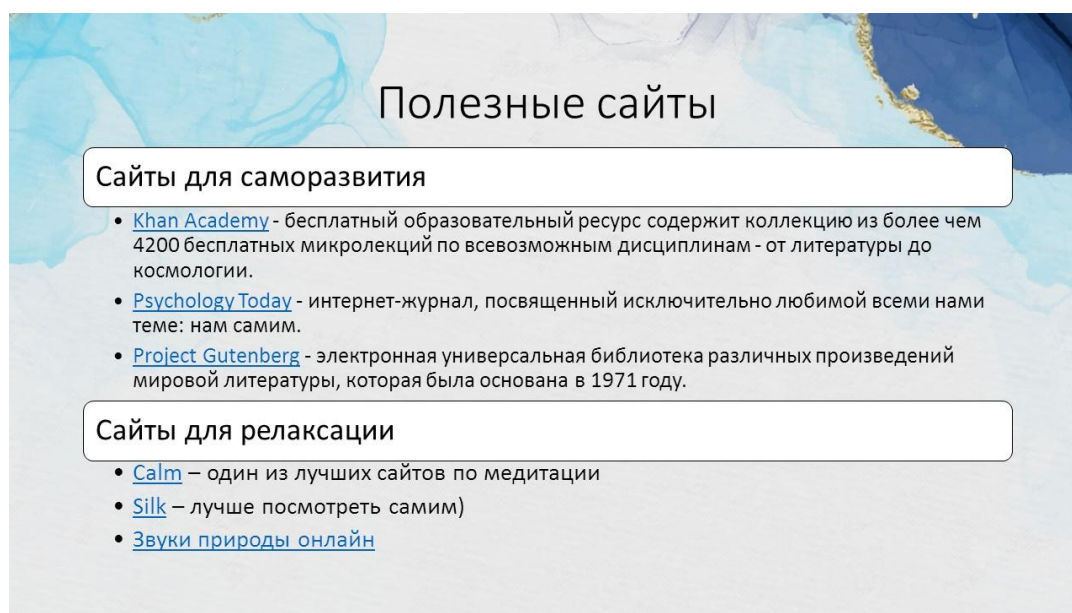 Полезные сайты
Сайты для саморазвития
• Khan Academy - бесплатный образовательный ресурс содержит коллекцию из более чем
4200 бесплатных микролекций по всевозможным дисциплинам - от литературы до
космологии.
• Psychology Today - интернет-журнал, посвященный исключительно любимой всеми нами
теме: нам самим.
• Project Gutenberg - электронная универсальная библиотека различных произведений
мировой литературы, которая была основана в 1971 году.
Сайты для релаксации
• Calm – один из лучших сайтов по медитации
• Silk – лучше посмотреть самим)
• Звуки природы онлайн